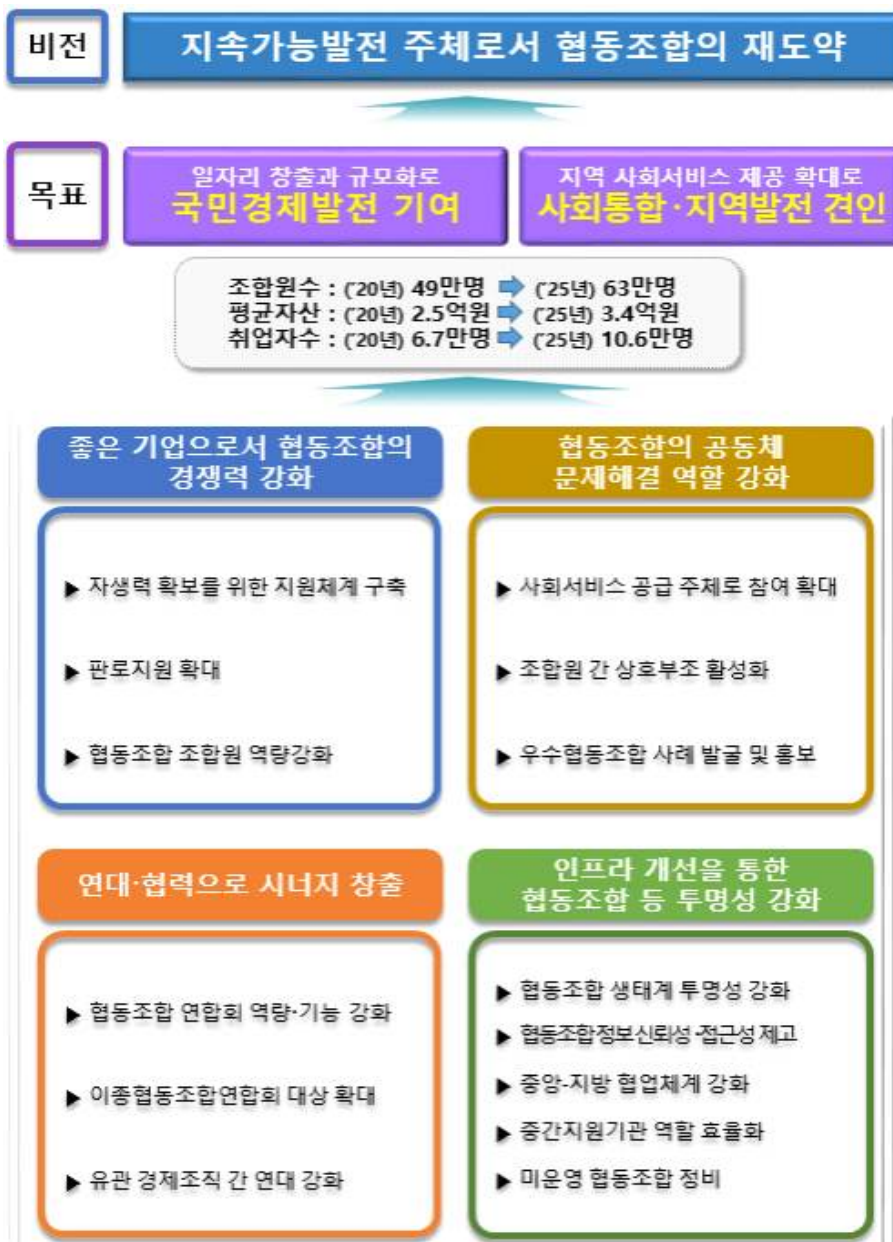 비전
지속가능발전 주체로서 협동조합의 재도약
목표
일자리 창출과 규모화로
국민경제발전 기여
지역 사회서비스 제공 확대로
사회통합·지역발전 견인
조합원수 : ('20년) 49만명 ➡ ('25년) 63만명
평균자산 : ('20년) 2.5억원 ➡ ('25년) 3.4억원
취업자수 : ('20년) 6.7만명 ➡ ('25년) 10.6만명
좋은 기업으로서 협동조합의
경쟁력 강화
▶ 자생력 확보를 위한 지원체계 구축
▶ 판로지원 확대
▶ 협동조합 조합원 역량강화
협동조합의 공동체
문제해결 역할 강화
▶ 사회서비스 공급 주체로 참여 확대
▶ 조합원 간 상호부조 활성화
▶ 우수협동조합 사례 발굴 및 홍보
연대·협력으로 시너지 창출
▶ 협동조합 연합회 역량·기능 강화
▶ 이종협동조합연합회 대상 확대
▶ 유관 경제조직 간 연대 강화
인프라 개선을 통한
협동조합 등 투명성 강화
▶ 협동조합 생태계 투명성 강화
▶ 협동조합정보 신뢰성·접근성 제고
▶ 중앙-지방 협업체계 강화
▶ 중간지원기관 역할 효율화
▶ 미운영 협동조합 정비